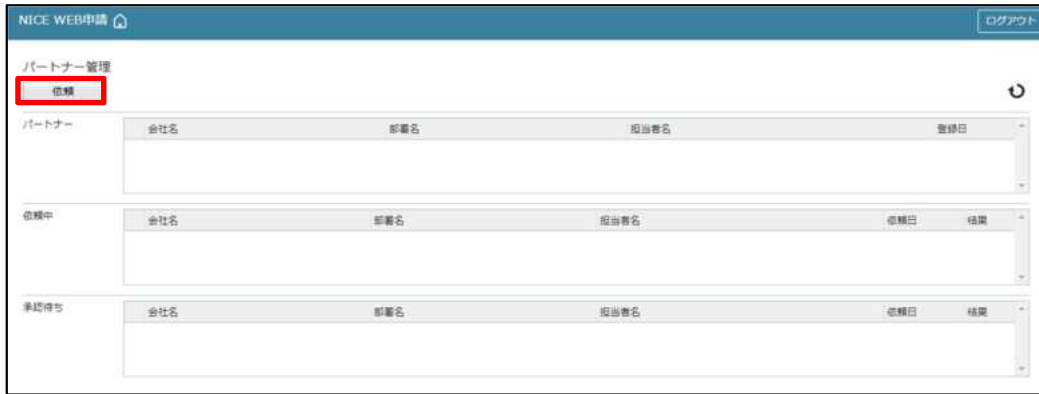 NICE WEB申請 ログアウト
パートナー管理
依頼
パートナー 会社名 部署名 担当者名 登録日
依頼中 会社名 部署名 担当者名 依頼日 結果
承認待ち 会社名 部署名 担当者名 依頼日 結果